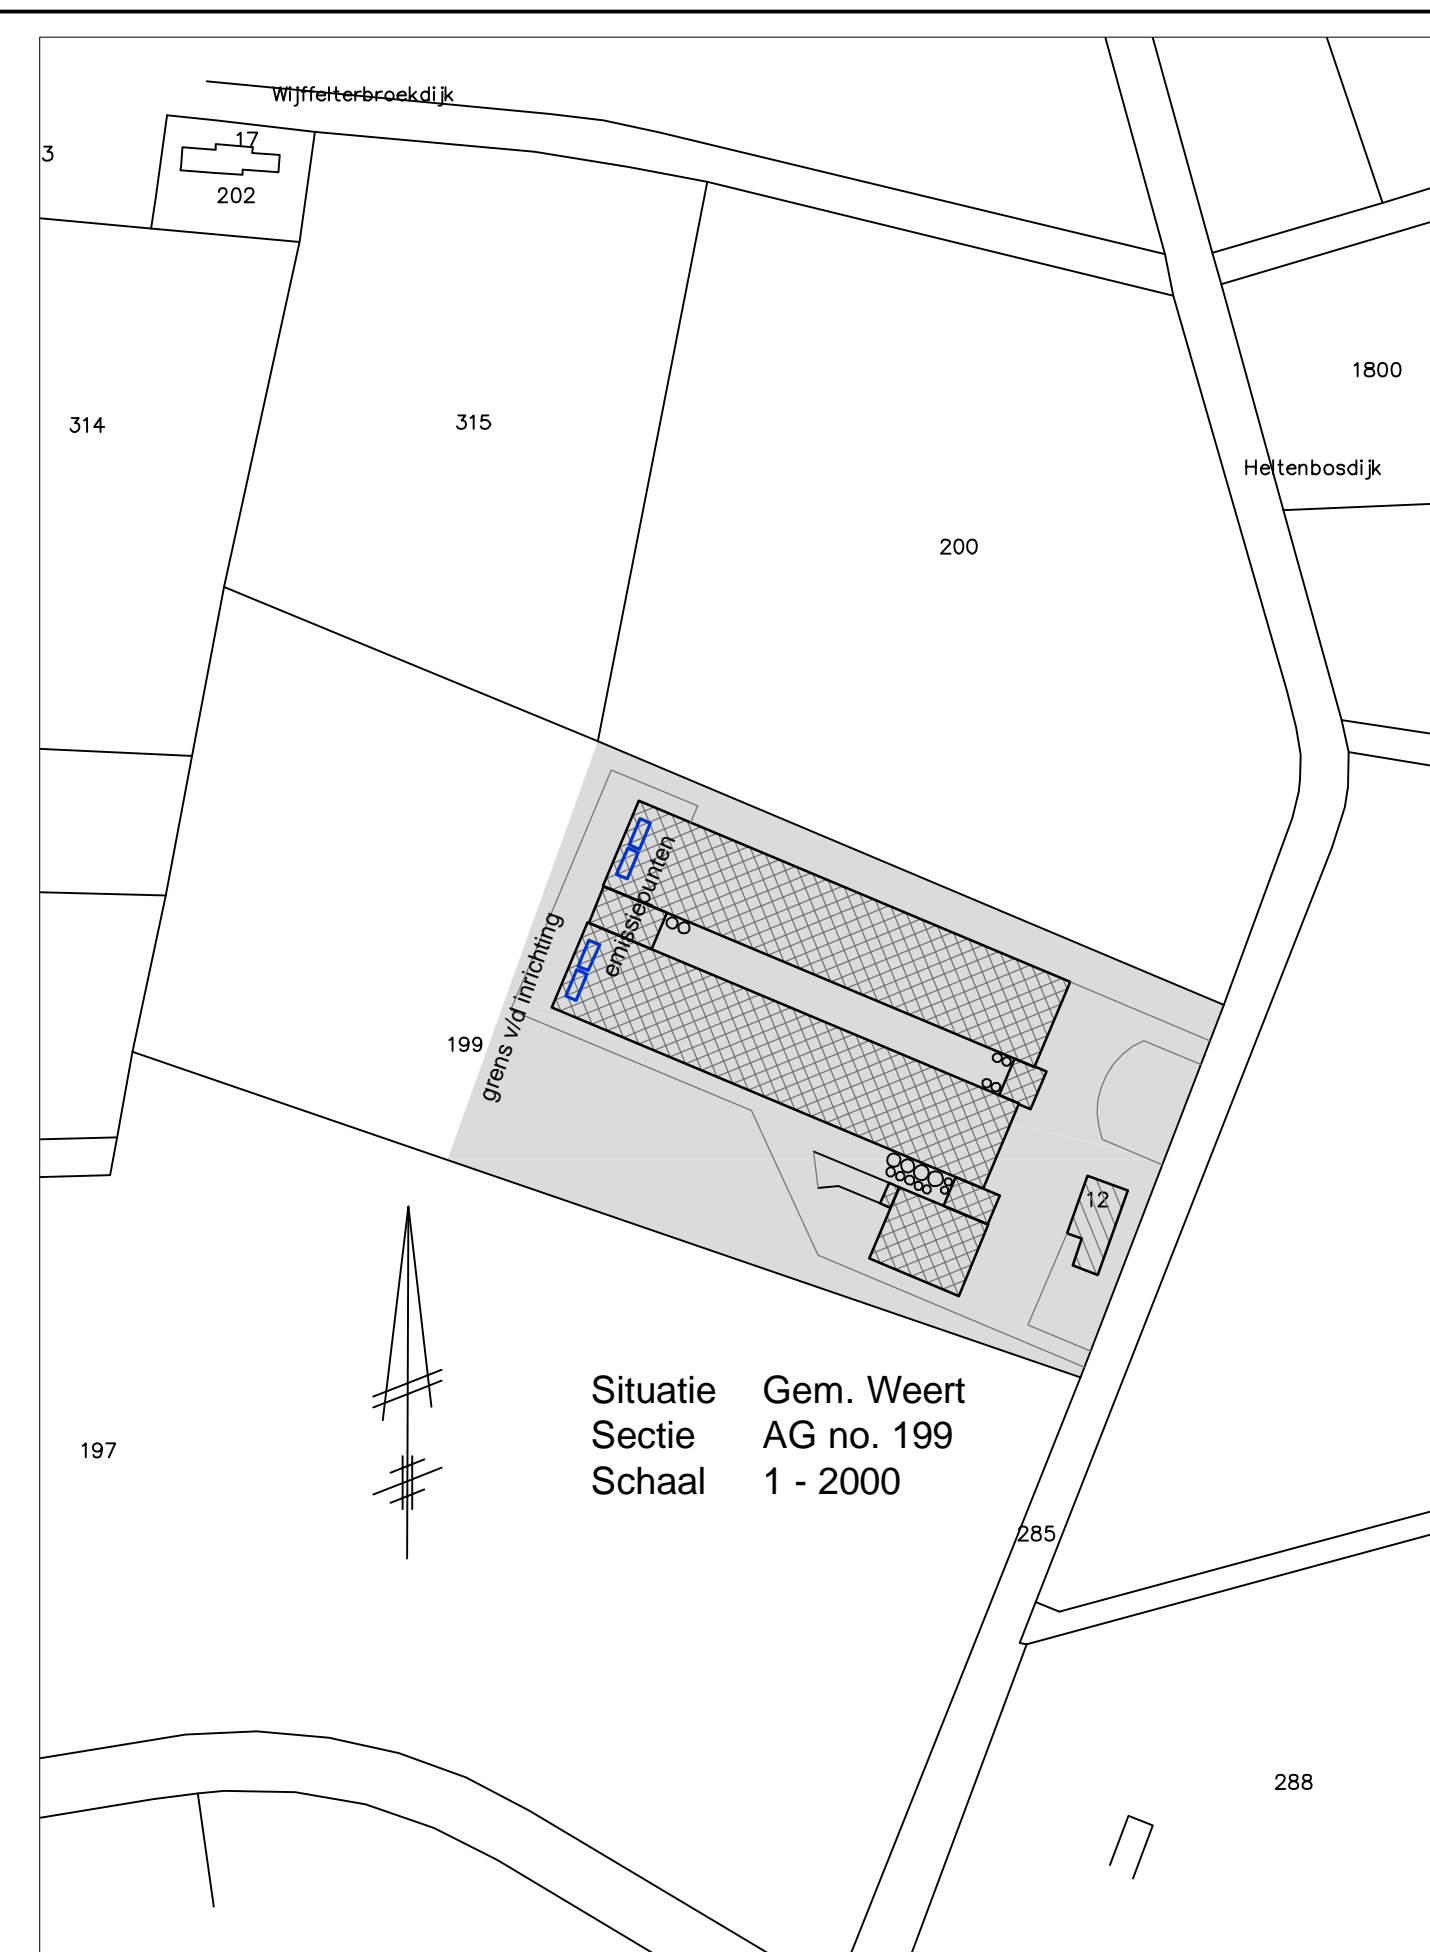 Wijffelterbroekdijk
17
3
202
1800
314
315
Heltenbosdijk
200
emissiepunten
grens v/d inrichting
199
12
Situatie Gem. Weert
Sectie AG no. 199
Schaal 1 - 2000
197
285
288